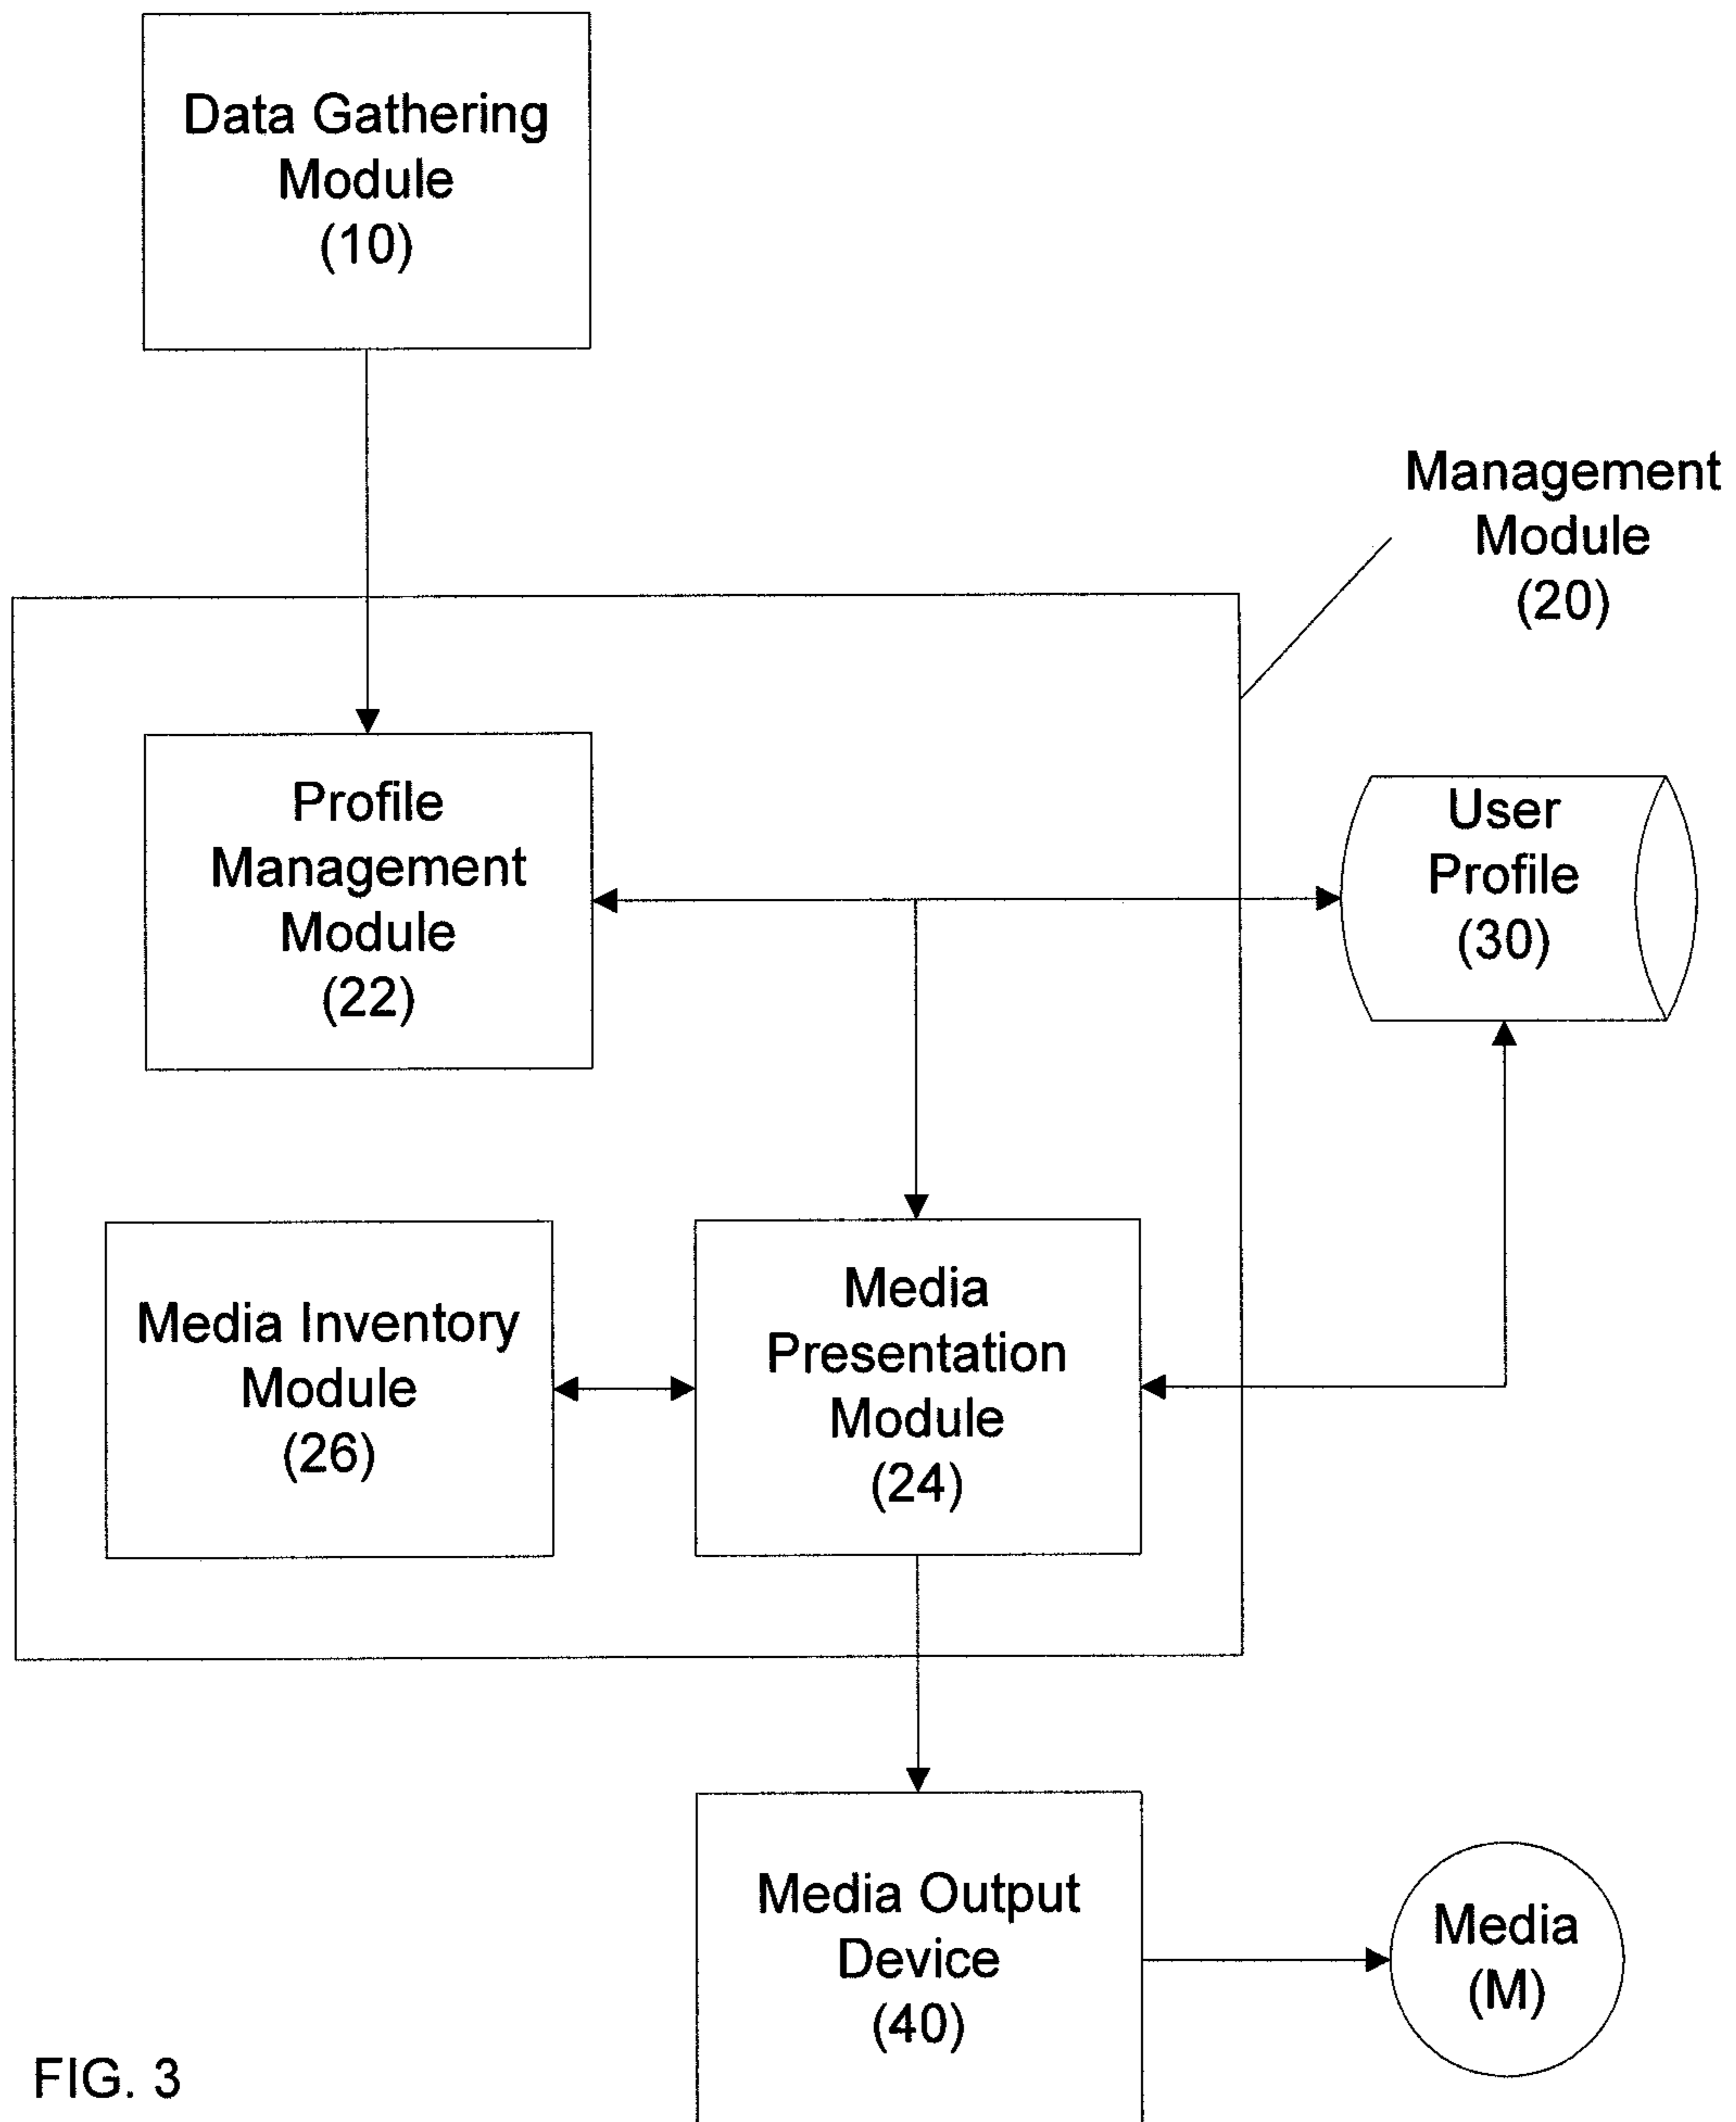 Data Gathering
Module
(10)
Management
Module
(20)
Profile
Management
Module
(22)
User
Profile
(30)
Media Inventory
Module
(26)
Media
Presentation
Module
(24)
Media Output
Device
(40)
Media
(M)
FIG. 3